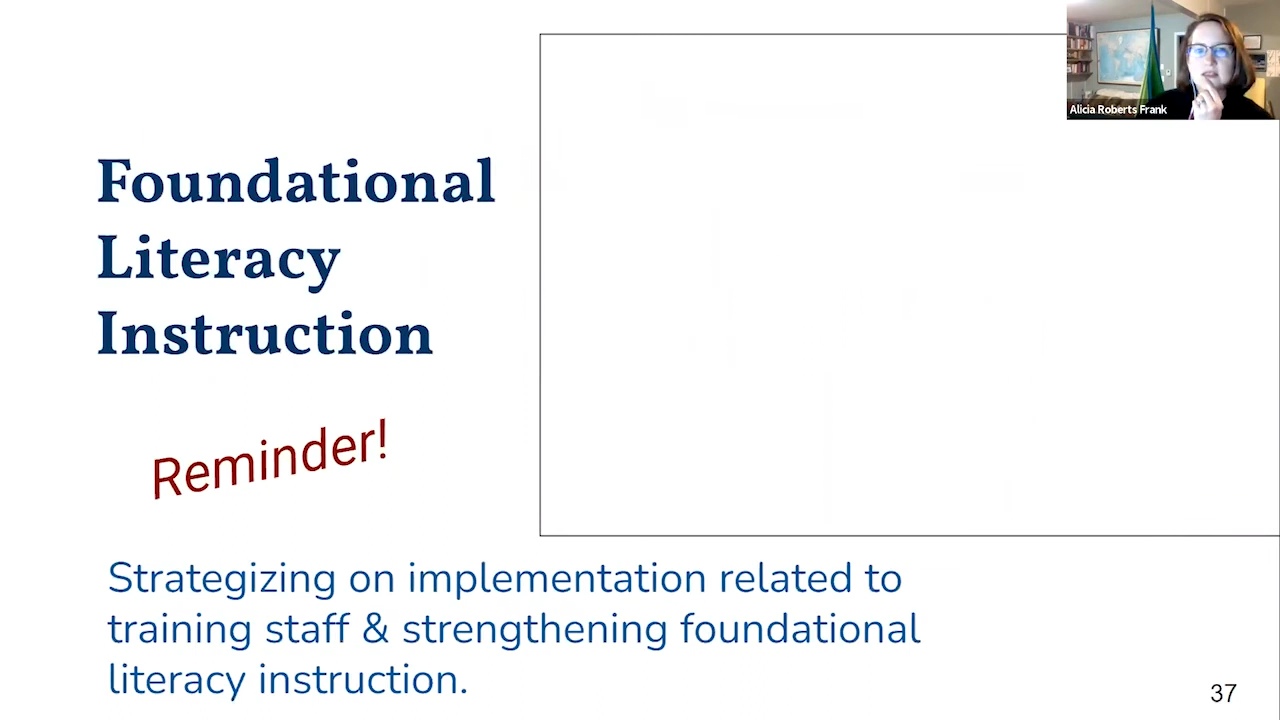 Alicia Roberts Frank
Foundational
Literacy
Instruction
Reminder!
Strategizing on implementation related to
training staff & strengthening foundational
literacy instruction.
37